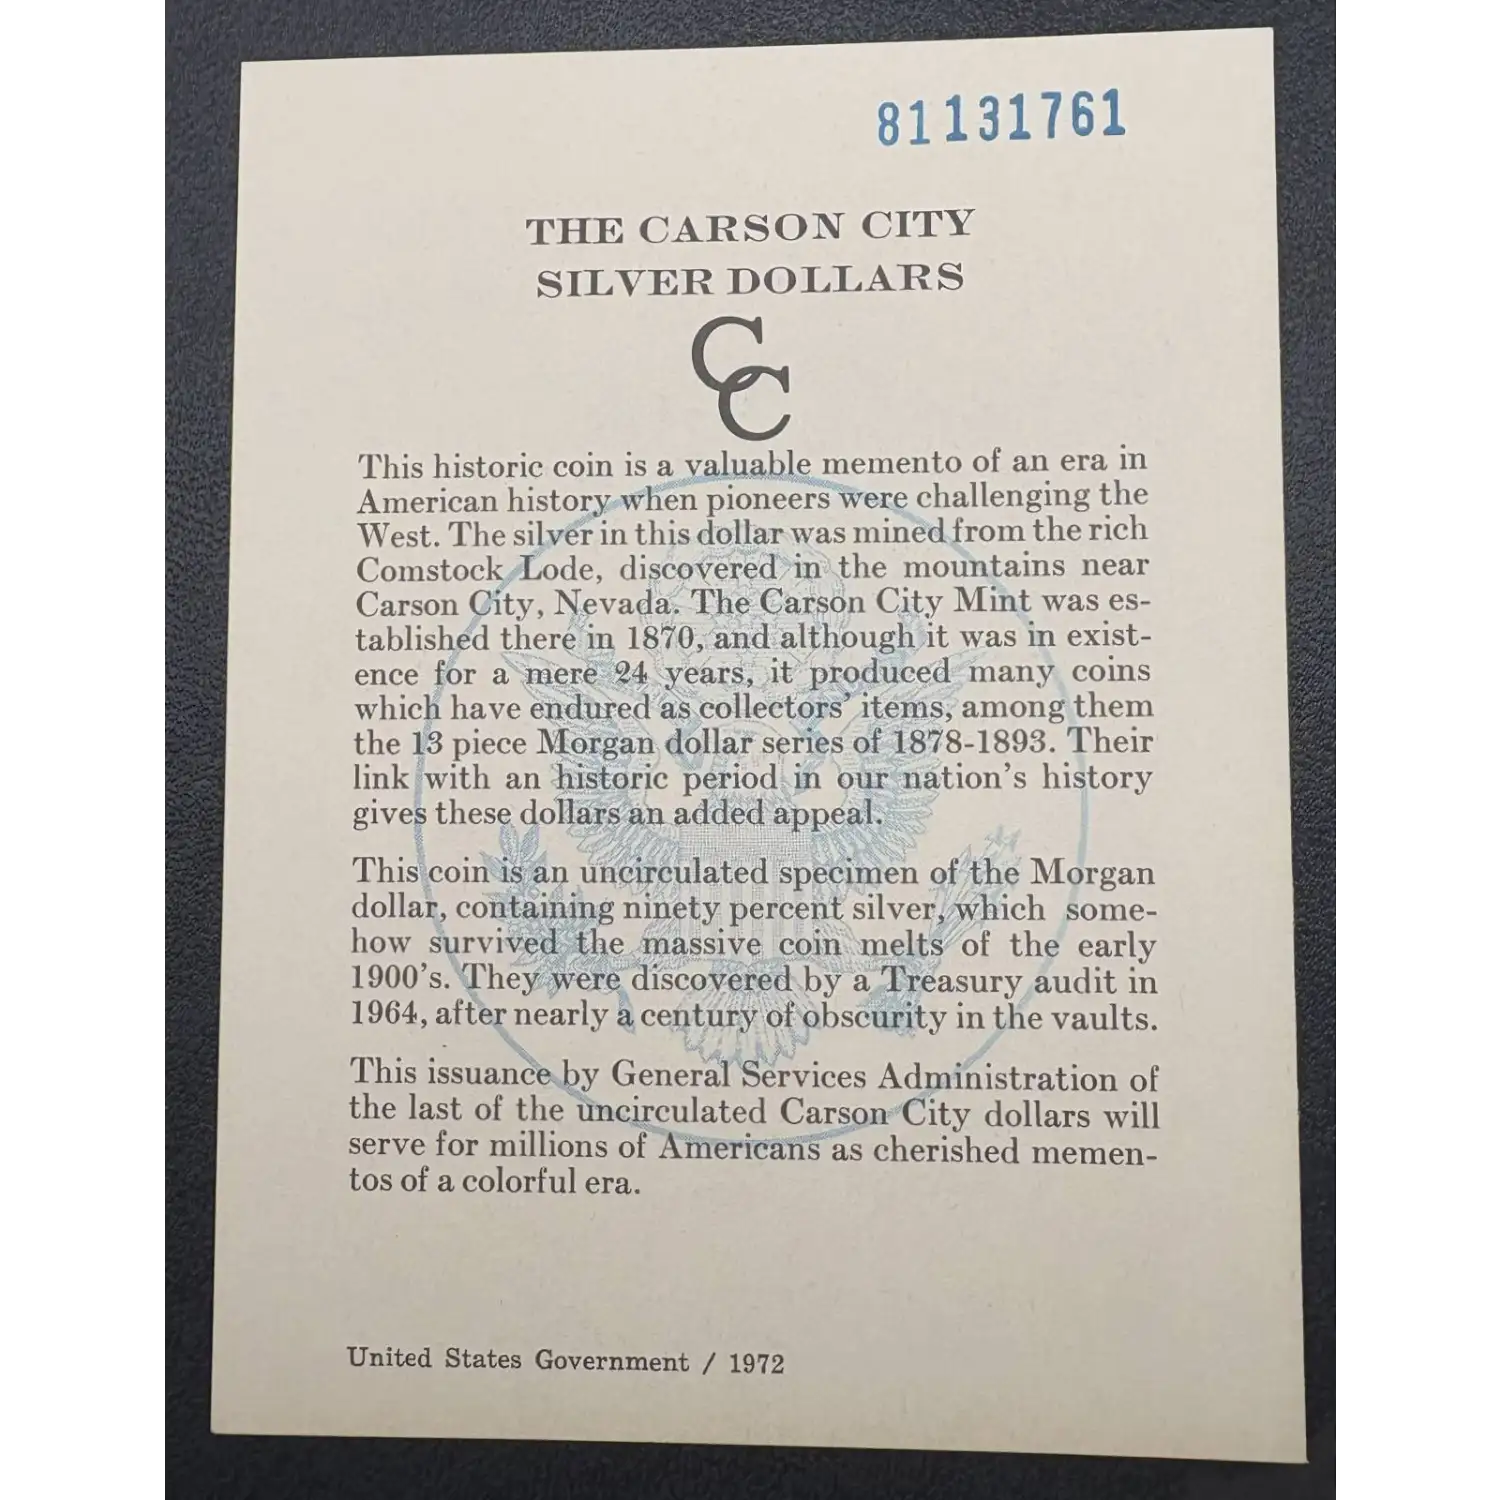 81131761
THE CARSON CITY
SILVER DOLLARS
CC
This historic coin is a valuable memento of an era in
American history when pioneers were challenging the
West. The silver in this dollar was mined from the rich
Comstock Lode, discovered in the mountains near
Carson City, Nevada. The Carson City Mint was es-
tablished there in 1870, and although it was in exist-
ence for a mere 24 years, it produced many coins
which have endured as collectors' items, among them
the 13 piece Morgan dollar series of 1878-1893. Their
link with an historic period in our nation's history
gives these dollars an added appeal.
This coin is an uncirculated specimen of the Morgan
dollar, containing ninety percent silver, which some-
how survived the massive coin melts of the early
1900's. They were discovered by a Treasury audit in
1964, after nearly a century of obscurity in the vaults.
This issuance by General Services Administration of
the last of the uncirculated Carson City dollars will
serve for millions of Americans as cherished memen-
tos of a colorful era.
United States Government / 1972